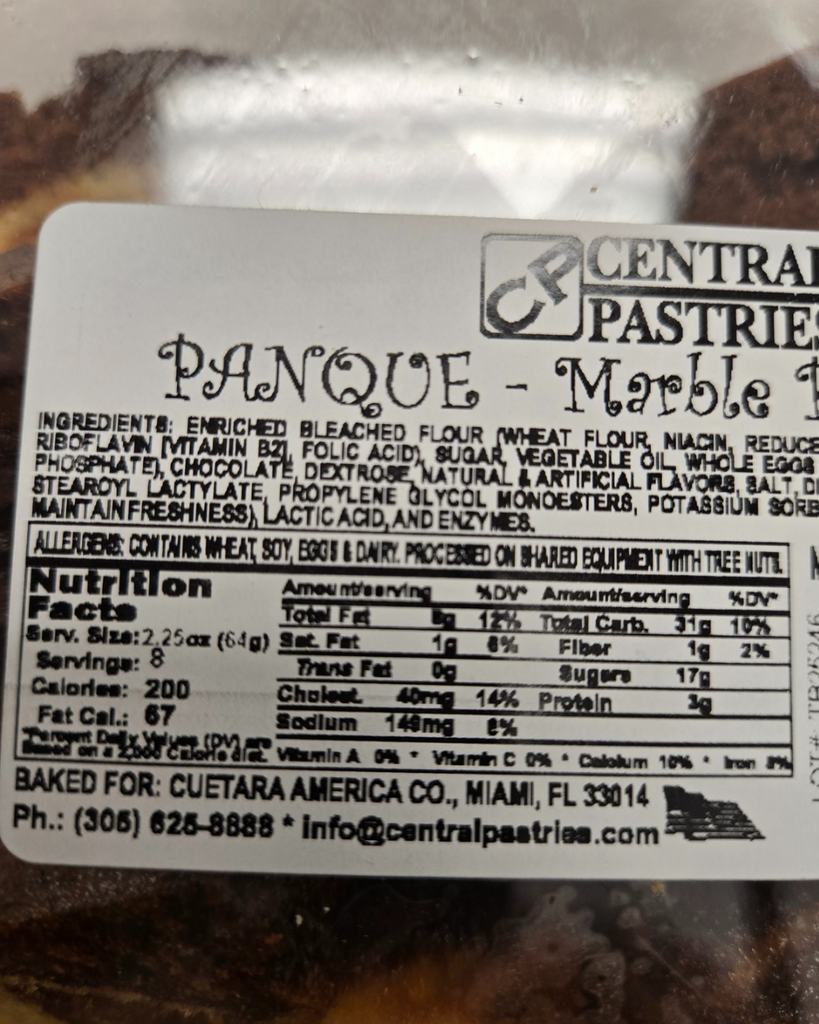 CP CENTRAL
PASTRIES
PANQUE - Marble
INGREDIENTS: ENRICHED BLEACHED FLOUR (WHEAT FLOUR, NIACIN, REDUCE
RIBOFLAVIN [VITAMIN B2], FOLIC ACID), SUGAR, VEGETABLE OIL, WHOLE EGGS
PHOSPHATE), CHOCOLATE, DEXTROSE, NATURAL & ARTIFICIAL FLAVORS, SALT, DI
STEAROYL LACTYLATE, PROPYLENE GLYCOL MONOESTERS, POTASSIUM SORB
MAINTAIN FRESHNESS), LACTIC ACID, AND ENZYMES.
ALLERGENS: CONTAINS WHEAT, SOY, EGGS & DAIRY. PROCESSED ON SHARED EQUIPMENT WITH TREE NUTS.
Nutrition
Facts
Serv. Size: 2.25oz (64g)
Servings: 8
Calories: 200
Fat Cal.: 67
*Percent Daily Values (DV) are
Based on a 2,000 Calorie diet.
Amount/serving %DV* Amount/serving %DV*
Total Fat 8g 12% Total Carb. 31g 10%
Sat. Fat 1g 6% Fiber 1g 2%
Trans Fat 0g Sugars 17g
Cholest. 40mg 14% Protein 3g
Sodium 149mg 6%
Vitamin A 0% * Vitamin C 0% * Calcium 10% * Iron 8%
BAKED FOR: CUETARA AMERICA CO., MIAMI, FL 33014
Ph.: (305) 625-8888 * info@centralpastries.com